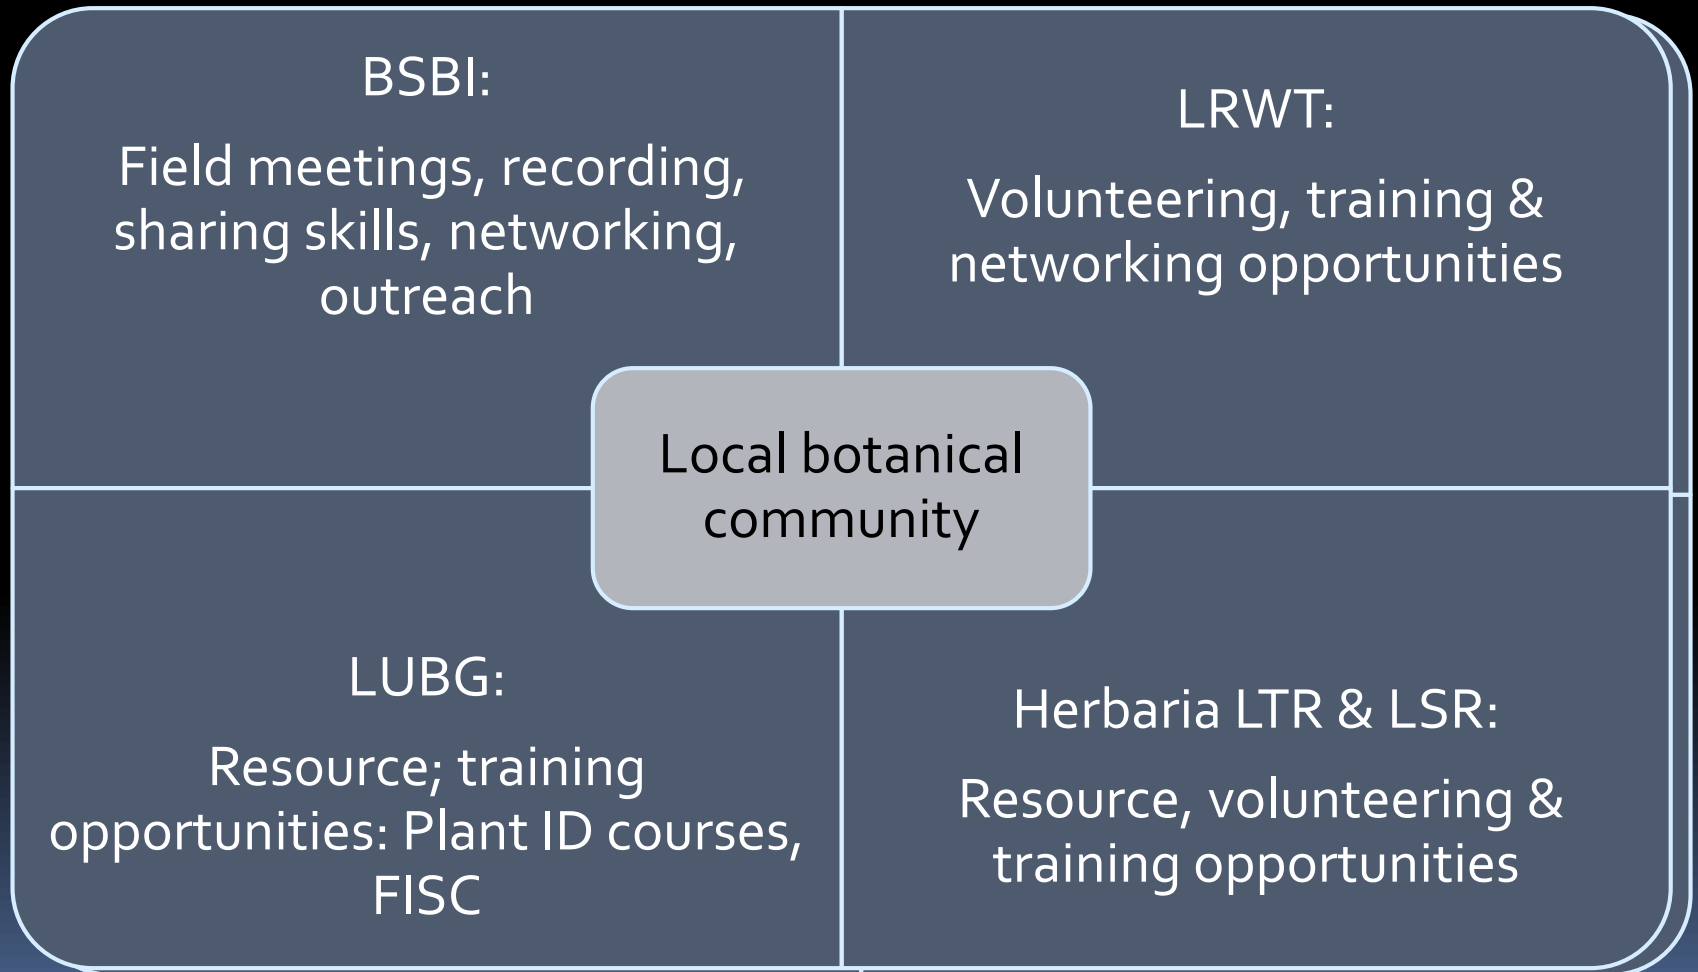 BSBI:
Field meetings, recording,
sharing skills, networking,
outreach
LRWT:
Volunteering, training &
networking opportunities
Local botanical
community
LUBG:
Resource; training
opportunities: Plant ID courses,
FISC
Herbaria LTR & LSR:
Resource, volunteering &
training opportunities